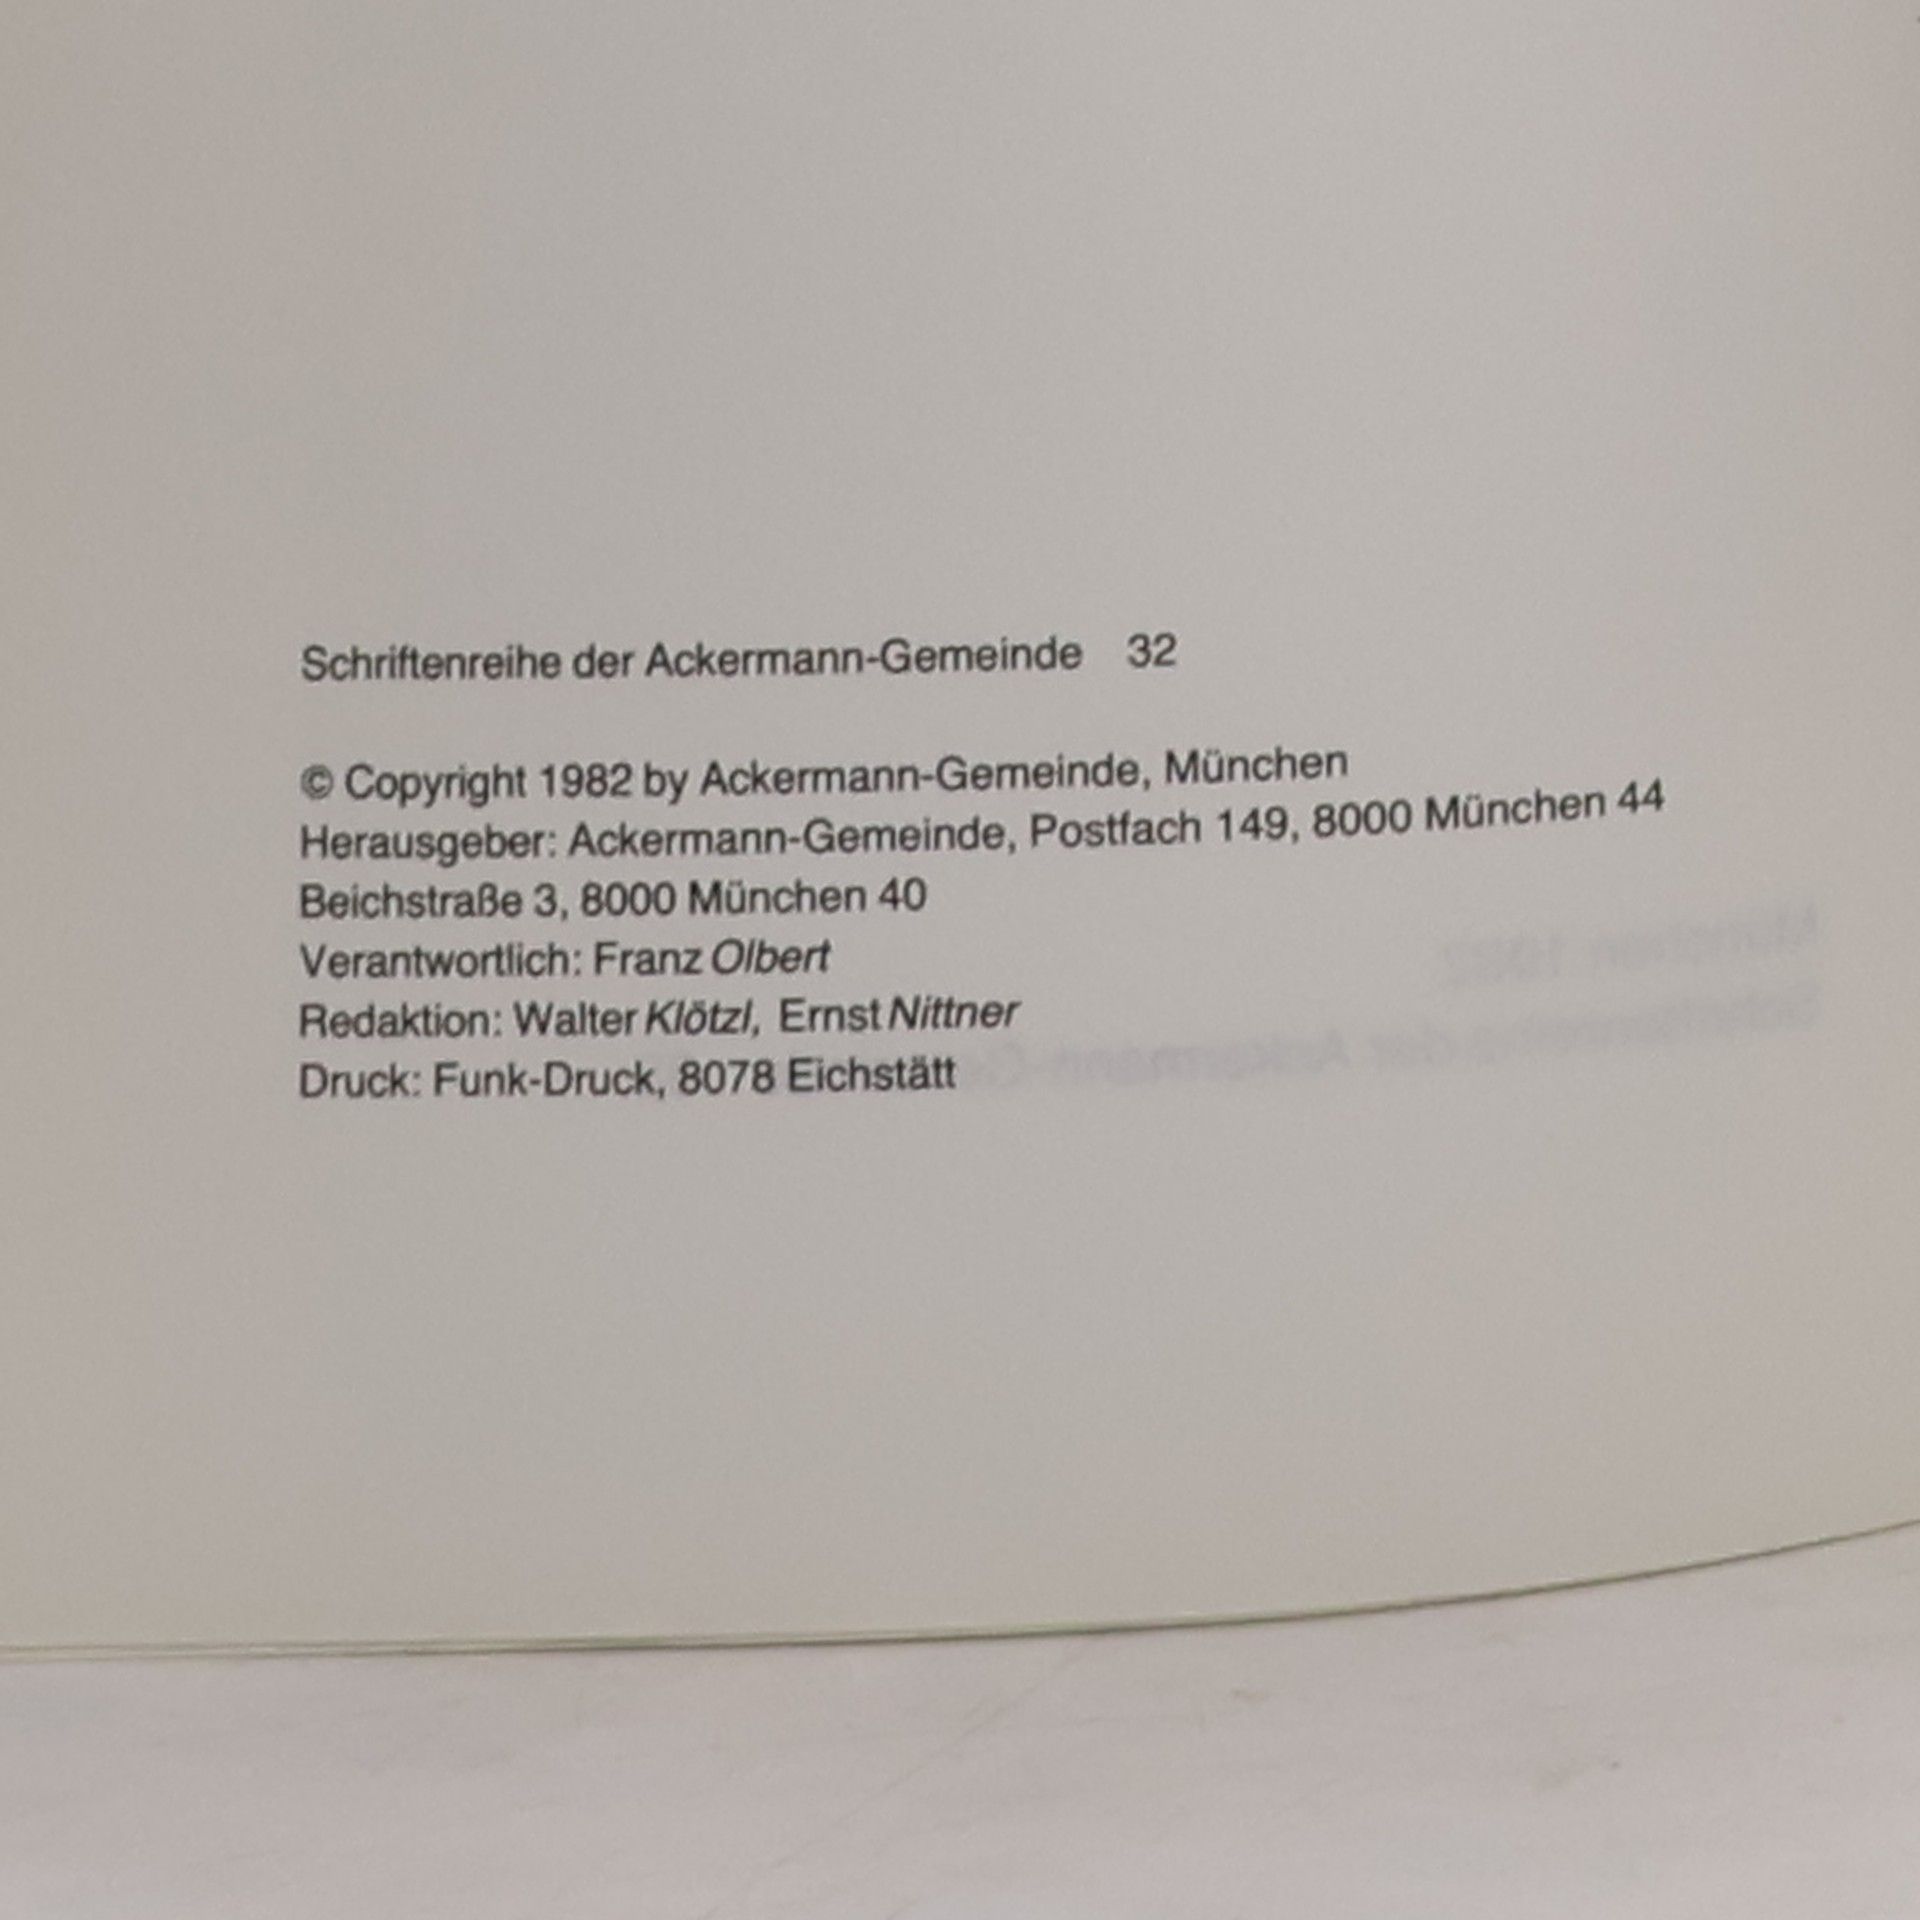 Schriftenreihe der Ackermann-Gemeinde 32
© Copyright 1982 by Ackermann-Gemeinde, München
Herausgeber: Ackermann-Gemeinde, Postfach 149, 8000 München 44
Beichstraße 3, 8000 München 40
Verantwortlich: Franz Olbert
Redaktion: Walter Klötzl, Ernst Nittner
Druck: Funk-Druck, 8078 Eichstätt